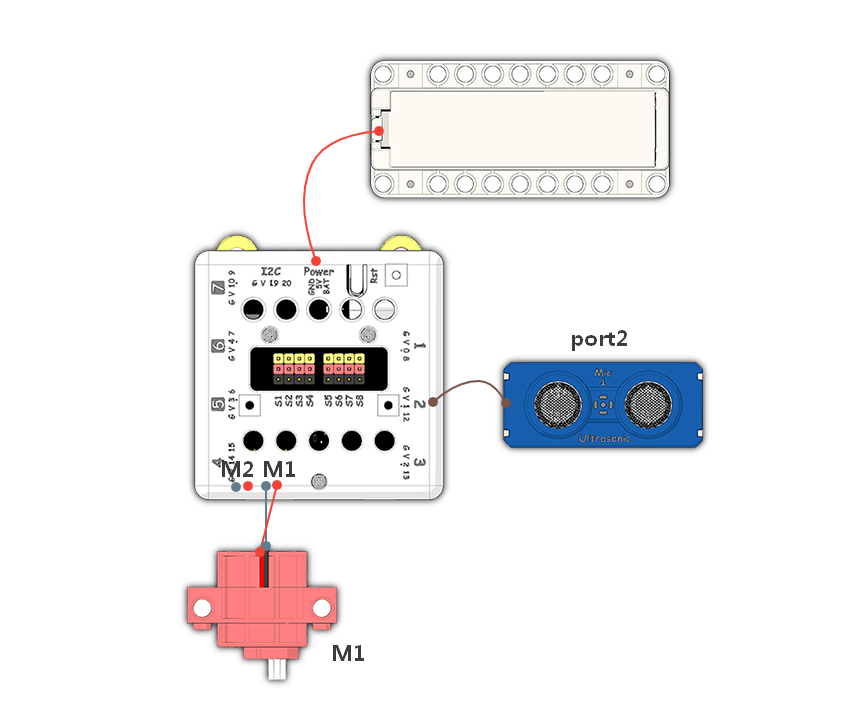 I2C
Power
Rst
G V 19 20
GND
5V
BAT
7
G V 10 9
6
G V 4 7
1
G V 0 8
port2
Mic
Ultrasonic
5
G V 3 6
S1 S2 S3 S4 S5 S6 S7 S8
2
G V 1 12
4
3
G V 2 13
M2 M1
M1